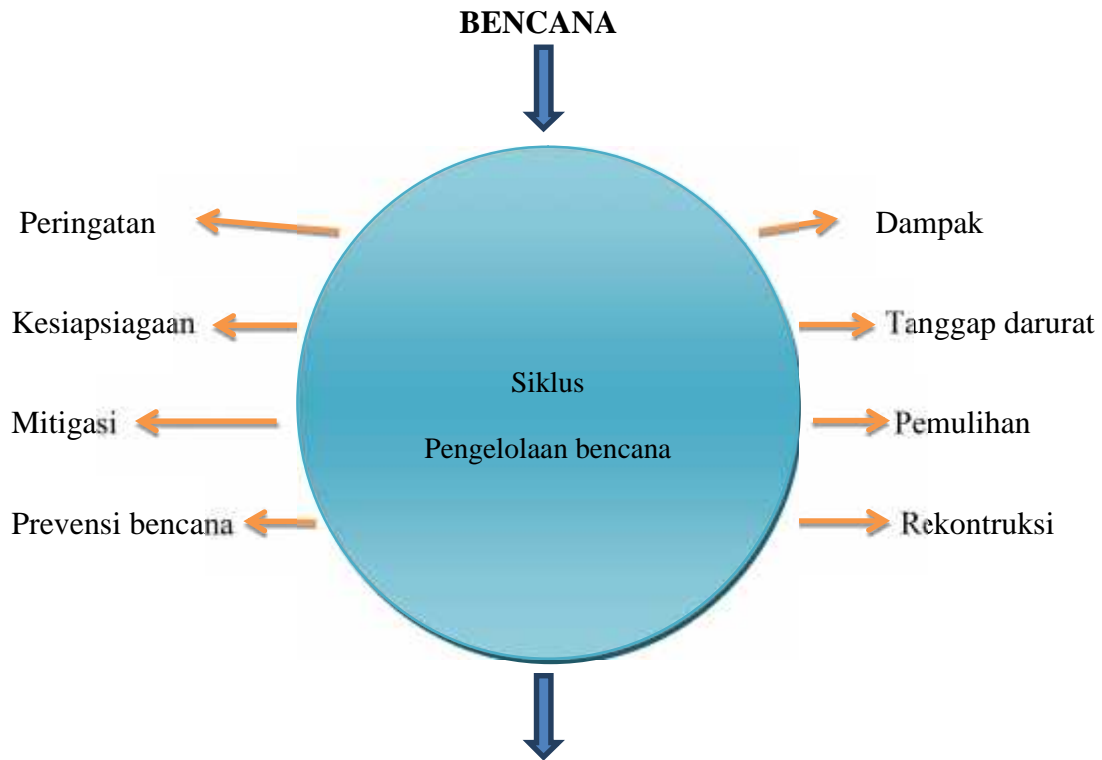 BENCANA
Peringatan
Dampak
Kesiapsiagaan
Tanggap darurat
Siklus
Mitigasi
Pemulihan
Pengelolaan bencana
Prevensi bencana
Rekontruksi